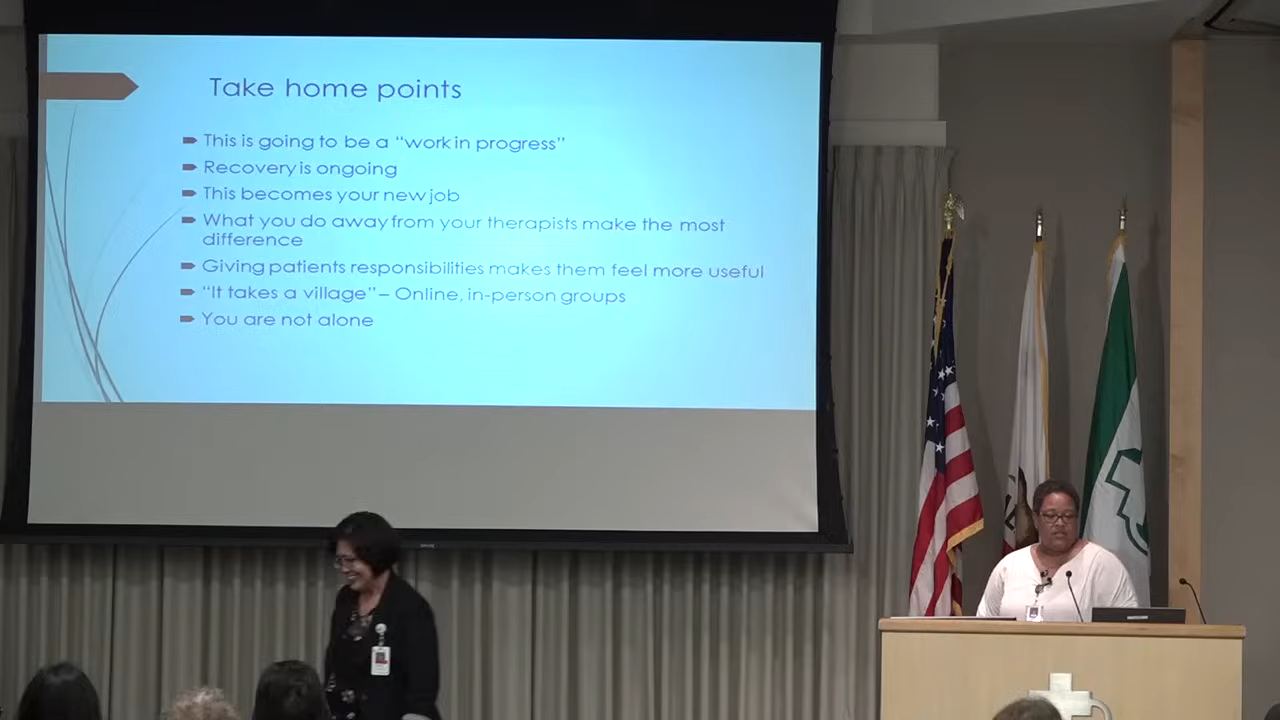 Take home points
This is going to be a “work in progress”
Recovery is ongoing
This becomes your new job
What you do away from your therapists make the most
difference
Giving patients responsibilities makes them feel more useful
“It takes a village” – Online, in-person groups
You are not alone